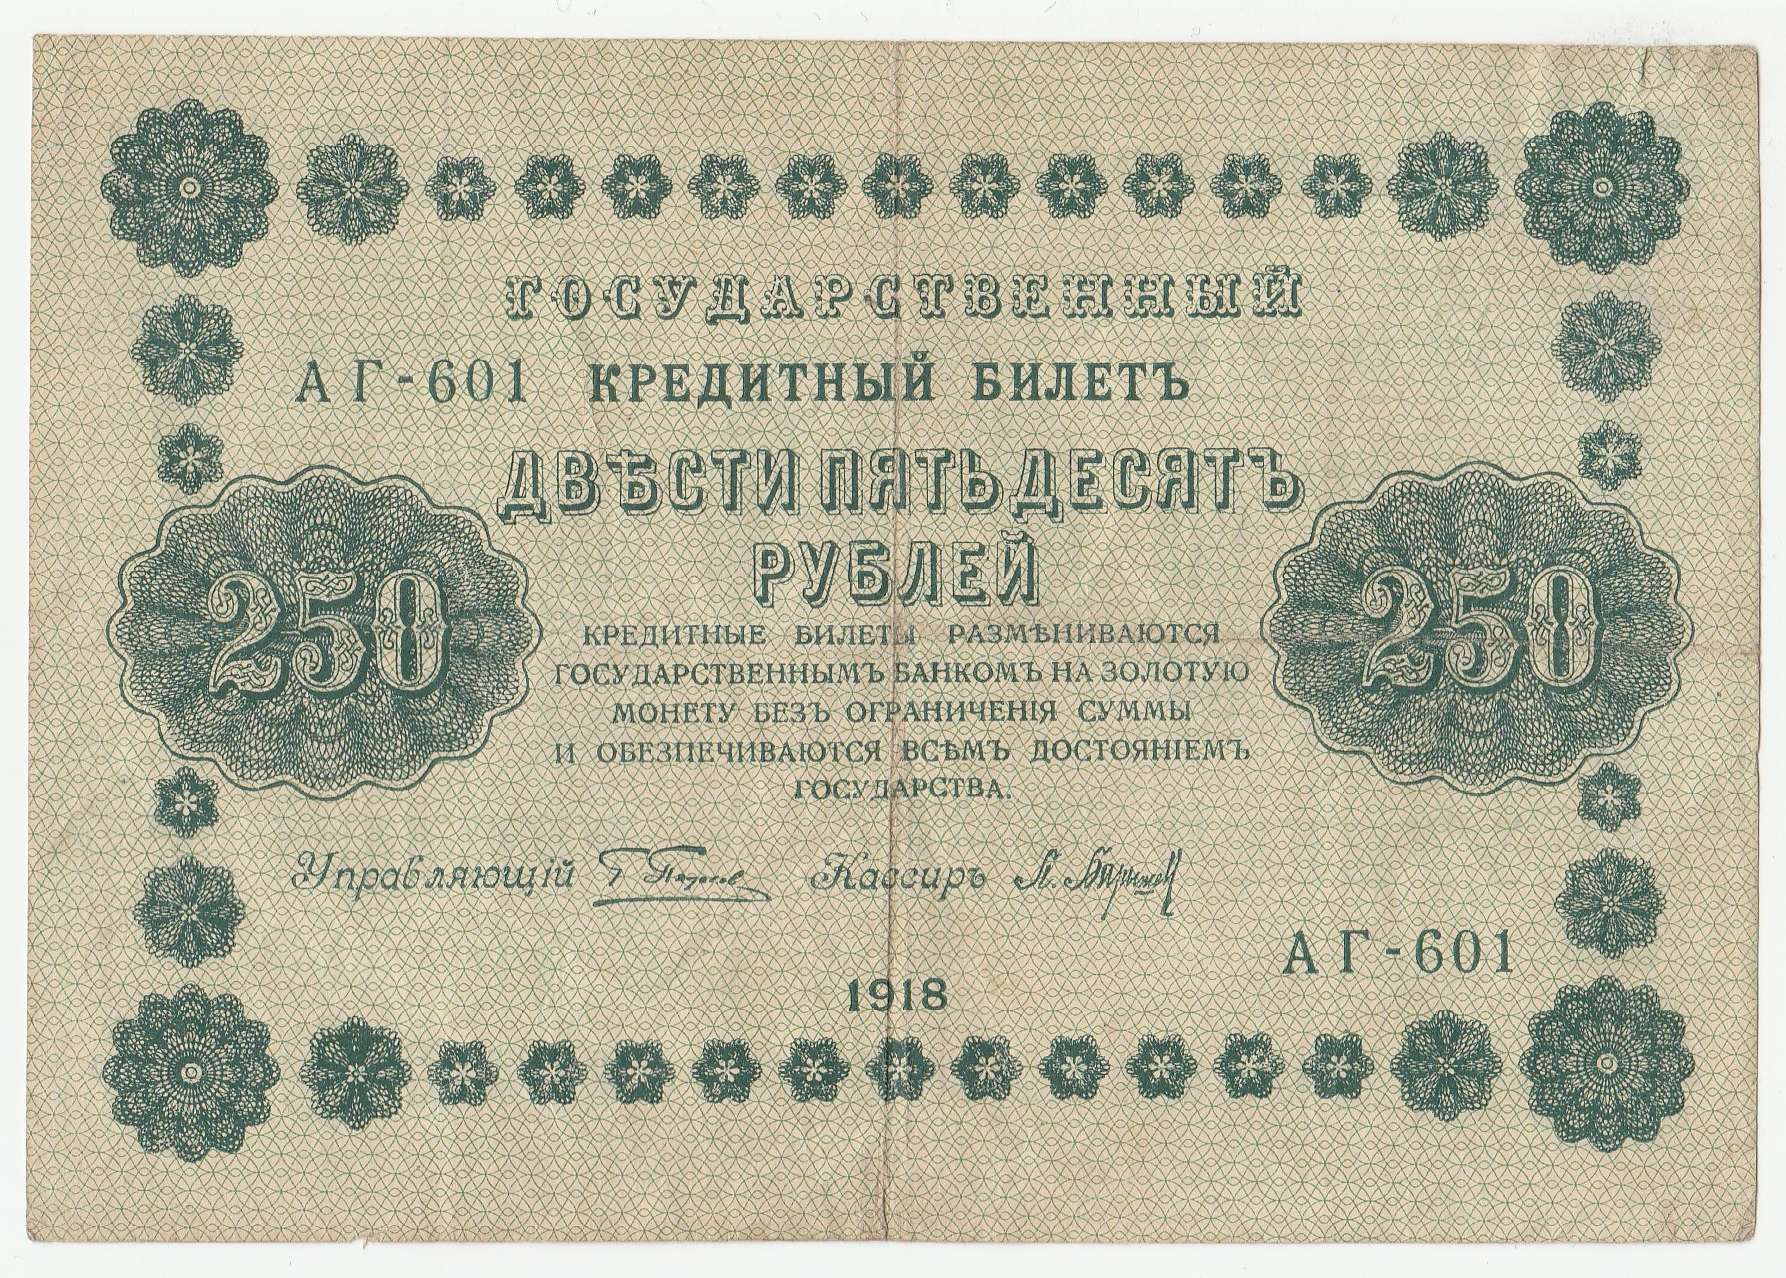 ГОСУДАРСТВЕННЫЙ
АГ-601 КРЕДИТНЫЙ БИЛЕТЪ
ДВѢСТИ ПЯТЬДЕСЯТЪ
РУБЛЕЙ
250
250
КРЕДИТНЫЕ БИЛЕТЫ РАЗМѢНИВАЮТСЯ
ГОСУДАРСТВЕННЫМЪ БАНКОМЪ НА ЗОЛОТУЮ
МОНЕТУ БЕЗЪ ОГРАНИЧЕНІЯ СУММЫ
И ОБЕЗПЕЧИВАЮТСЯ ВСѢМЪ ДОСТОЯНІЕМЪ
ГОСУДАРСТВА.
Управляющій Кассиръ
АГ-601
1918